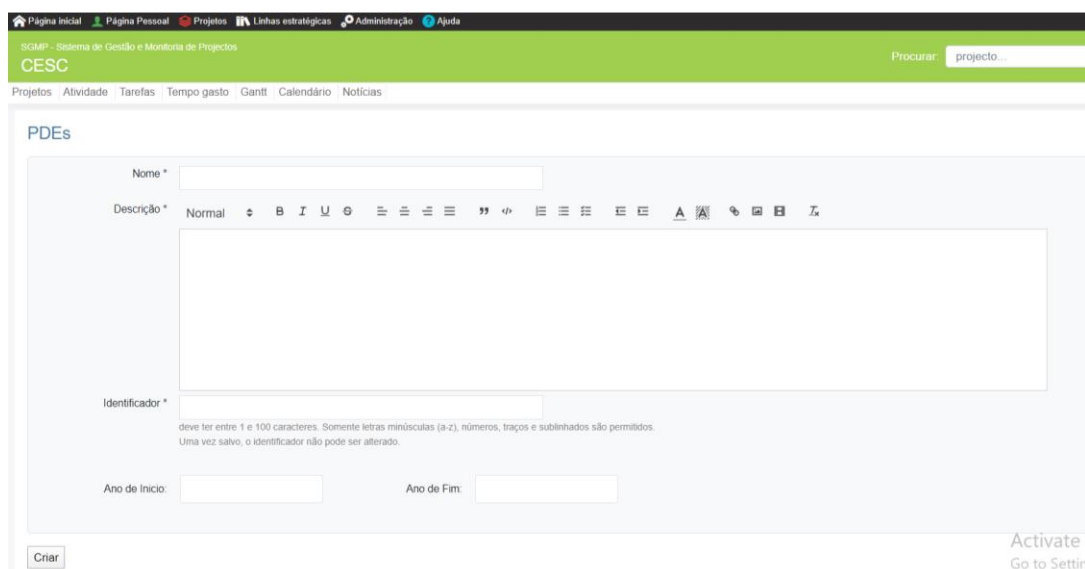 Página inicial Página Pessoal Projetos Linhas estratégicas Administração Ajuda
SGMP - Sistema de Gestão e Monitoria de Projectos
CESC
Procurar: projecto...
Projetos Atividade Tarefas Tempo gasto Gantt Calendário Notícias
PDEs
Nome *
Descrição *
Normal B I U S
Identificador *
deve ter entre 1 e 100 caracteres. Somente letras minúsculas (a-z), números, traços e sublinhados são permitidos.
Uma vez salvo, o identificador não pode ser alterado.
Ano de Inicio: Ano de Fim:
Activate
Criar
Go to Settin